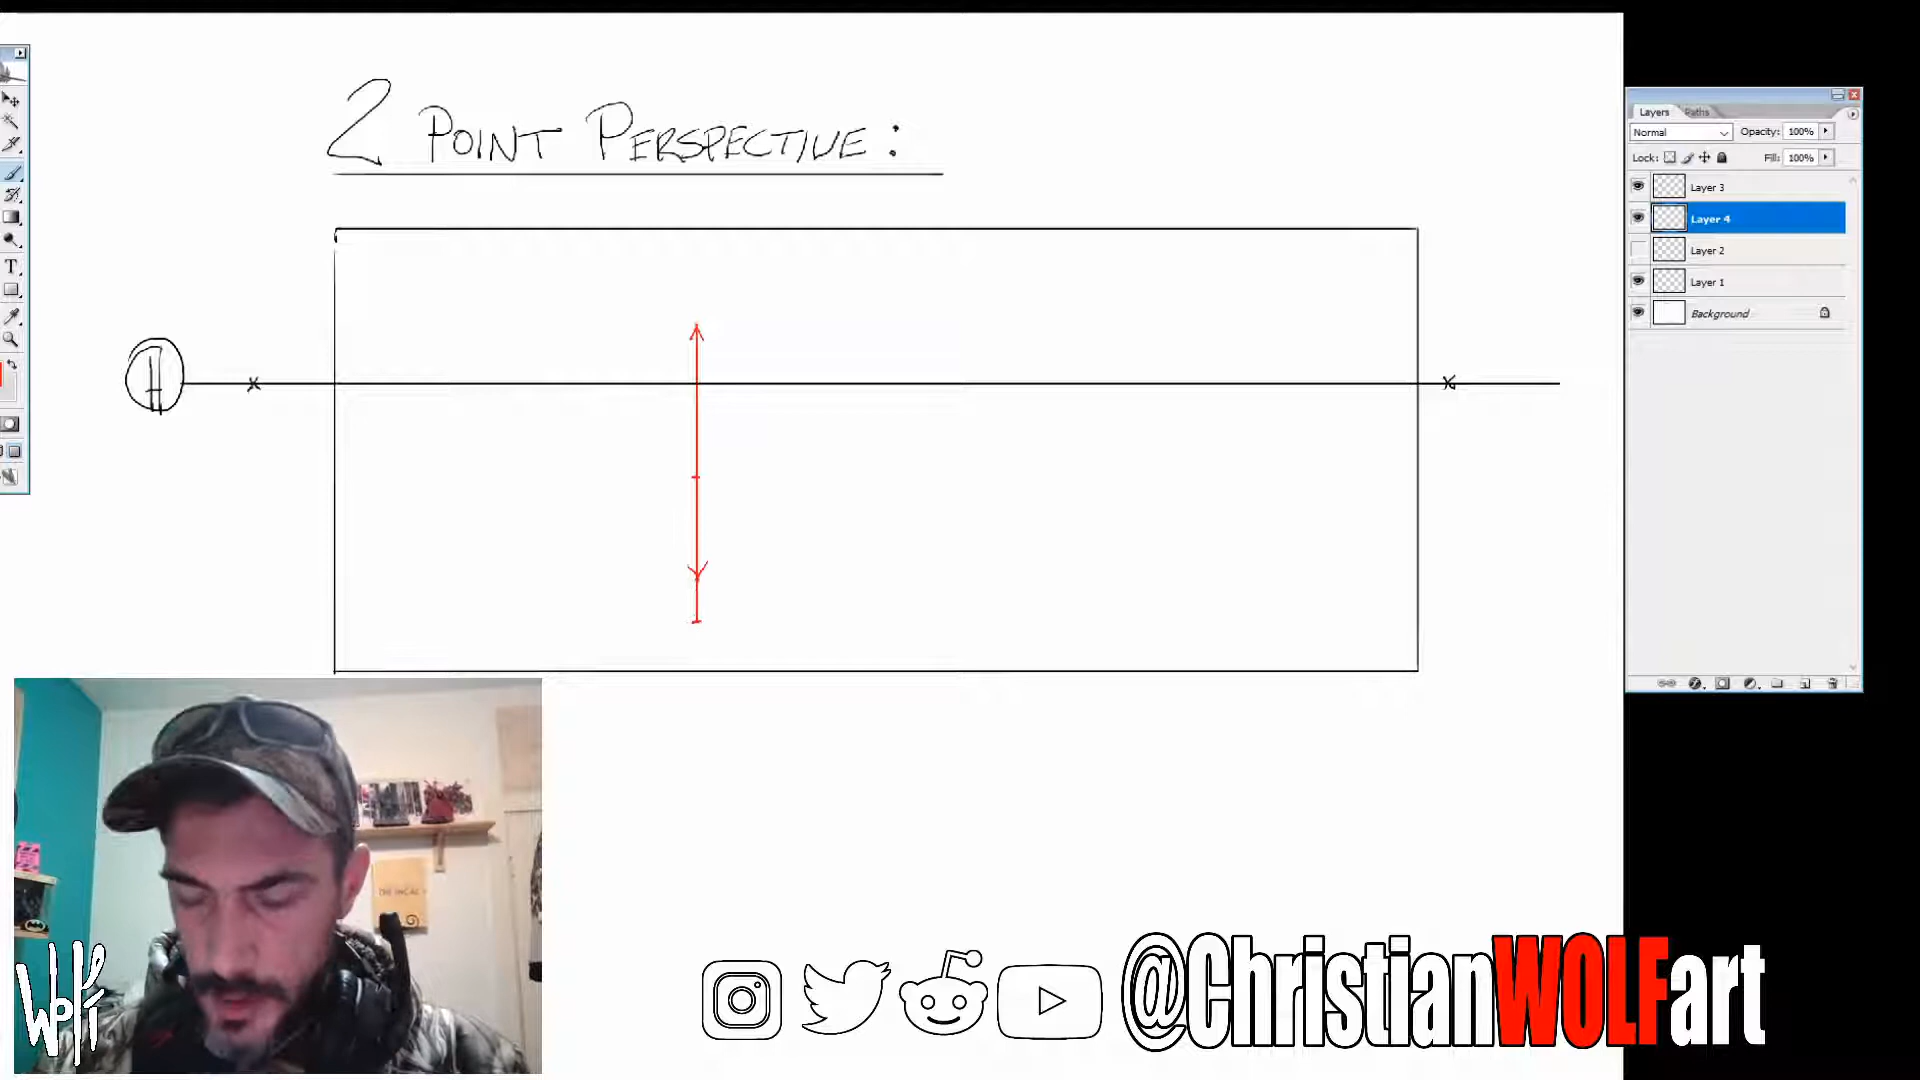 2 POINT PERSPECTIVE:
H
Layers Paths
Normal Opacity: 100%
Lock: Fill: 100%
Layer 3
Layer 4
Layer 2
Layer 1
Background
T
@ChristianWOLFart